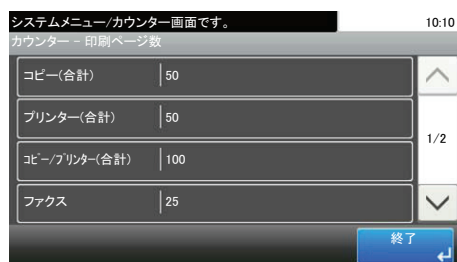 システムメニュー/カウンター画面です。
10:10
カウンター - 印刷ページ数
コピー(合計) 50
プリンター(合計) 50
1/2
ｺﾋﾟｰ/ﾌﾟﾘﾝﾀｰ(合計) 100
ファクス 25
終了